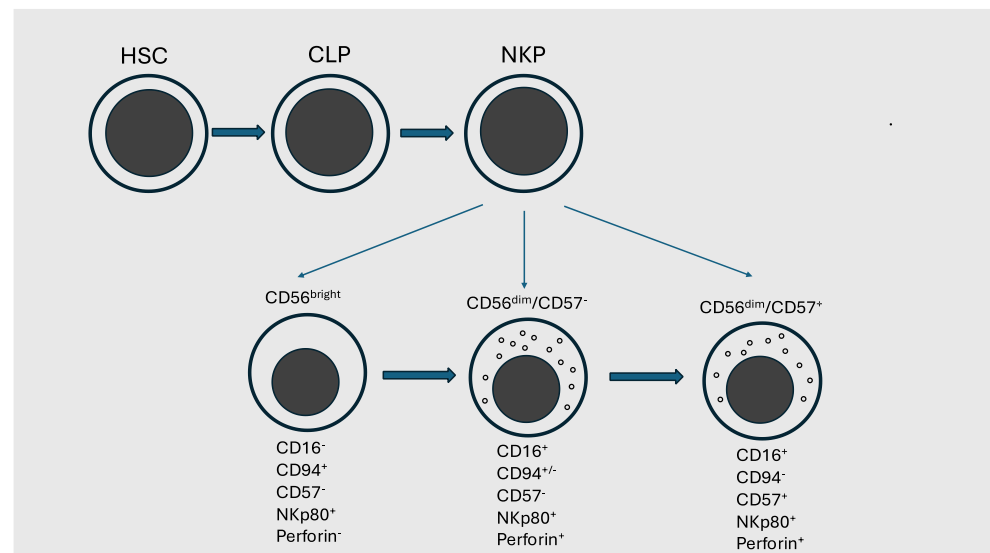 HSC
CLP
NKP
CD56ᵇʳⁱᵍʰᵗ
CD56ᵈⁱᵐ/CD57⁻
CD56ᵈⁱᵐ/CD57⁺
CD16⁻
CD94⁺
CD57⁻
NKp80⁺
Perforin⁻
CD16⁺
CD94⁺/⁻
CD57⁻
NKp80⁺
Perforin⁺
CD16⁺
CD94⁻
CD57⁺
NKp80⁺
Perforin⁺